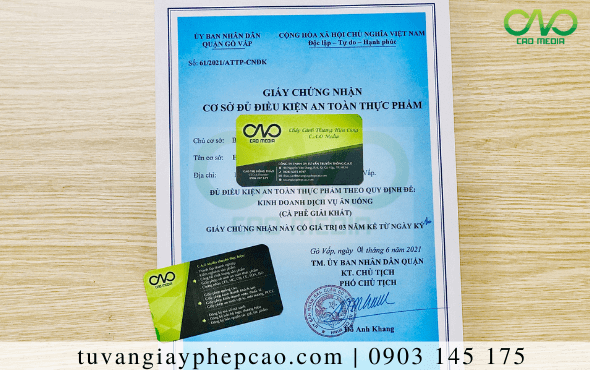 CAO MEDIA
ỦY BAN NHÂN DÂN
QUẬN GÒ VẤP
CỘNG HÒA XÃ HỘI CHỦ NGHĨA VIỆT NAM
Độc lập - Tự do - Hạnh phúc
Số: 61/2021/ATTP-CNĐK
GIẤY CHỨNG NHẬN
CƠ SỞ ĐỦ ĐIỀU KIỆN AN TOÀN THỰC PHẨM
Chủ cơ sở:
Tên cơ sở:
Địa chỉ:
Vấp.
CAO MEDIA
C.A.O Media
ĐỦ ĐIỀU KIỆN AN TOÀN THỰC PHẨM THEO QUY ĐỊNH ĐỂ:
KINH DOANH DỊCH VỤ ĂN UỐNG
(CÀ PHÊ GIẢI KHÁT)
GIẤY CHỨNG NHẬN NÀY CÓ GIÁ TRỊ 03 NĂM KỂ TỪ NGÀY KÝ
Gò Vấp, ngày 01 tháng 6 năm 2021
TM. ỦY BAN NHÂN DÂN QUẬN
KT. CHỦ TỊCH
PHÓ CHỦ TỊCH
Đỗ Anh Khang
CAO MEDIA
tuvangiayphepcao.com | 0903 145 175